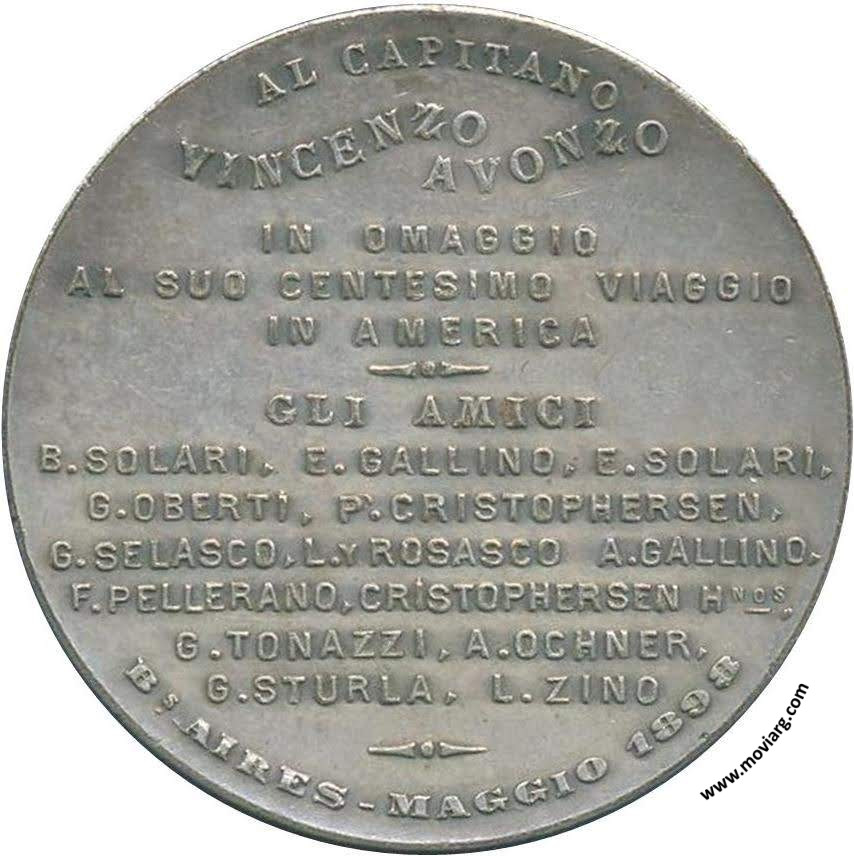 AL CAPITANO
VINCENZO AVONZO
IN OMAGGIO
AL SUO CENTESIMO VIAGGIO
IN AMERICA
GLI AMICI
B. SOLARI, E. GALLINO, E. SOLARI,
G. OBERTI, P. CRISTOPHERSEN,
G. SELASCO, L. Y ROSASCO A. GALLINO,
F. PELLERANO, CRISTOPHERSEN HNOS,
G. TONAZZI, A. OCHNER,
G. STURLA, L. ZINO
BS AIRES - MAGGIO 1898
www.moviarg.com